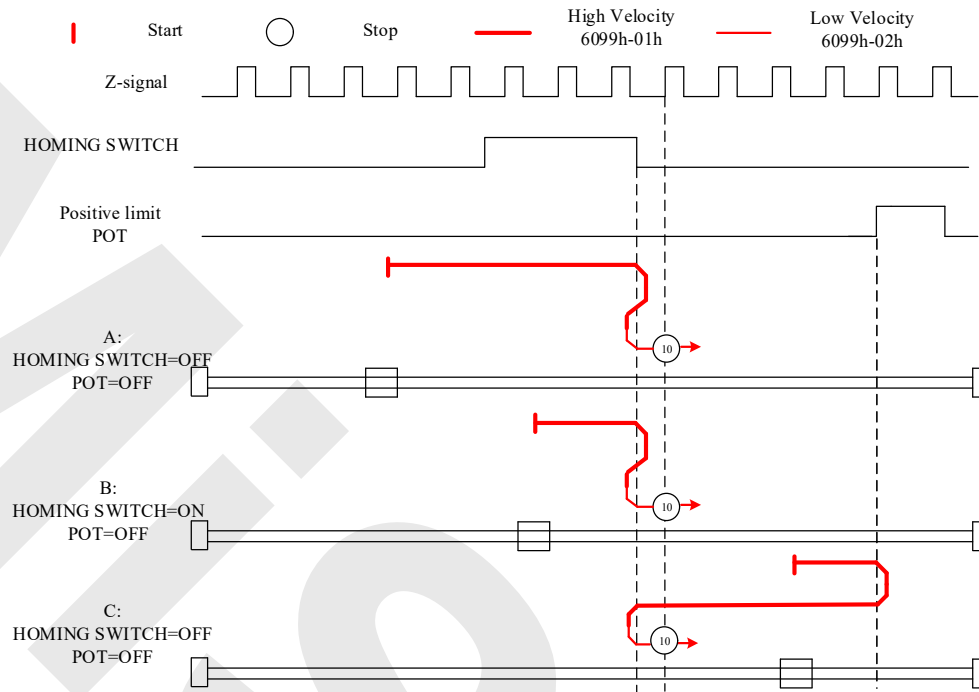 Start
Stop
High Velocity
6099h-01h
Low Velocity
6099h-02h
Z-signal
HOMING SWITCH
Positive limit
POT
A:
HOMING SWITCH=OFF
POT=OFF
10
B:
HOMING SWITCH=ON
POT=OFF
10
C:
HOMING SWITCH=OFF
POT=OFF
10